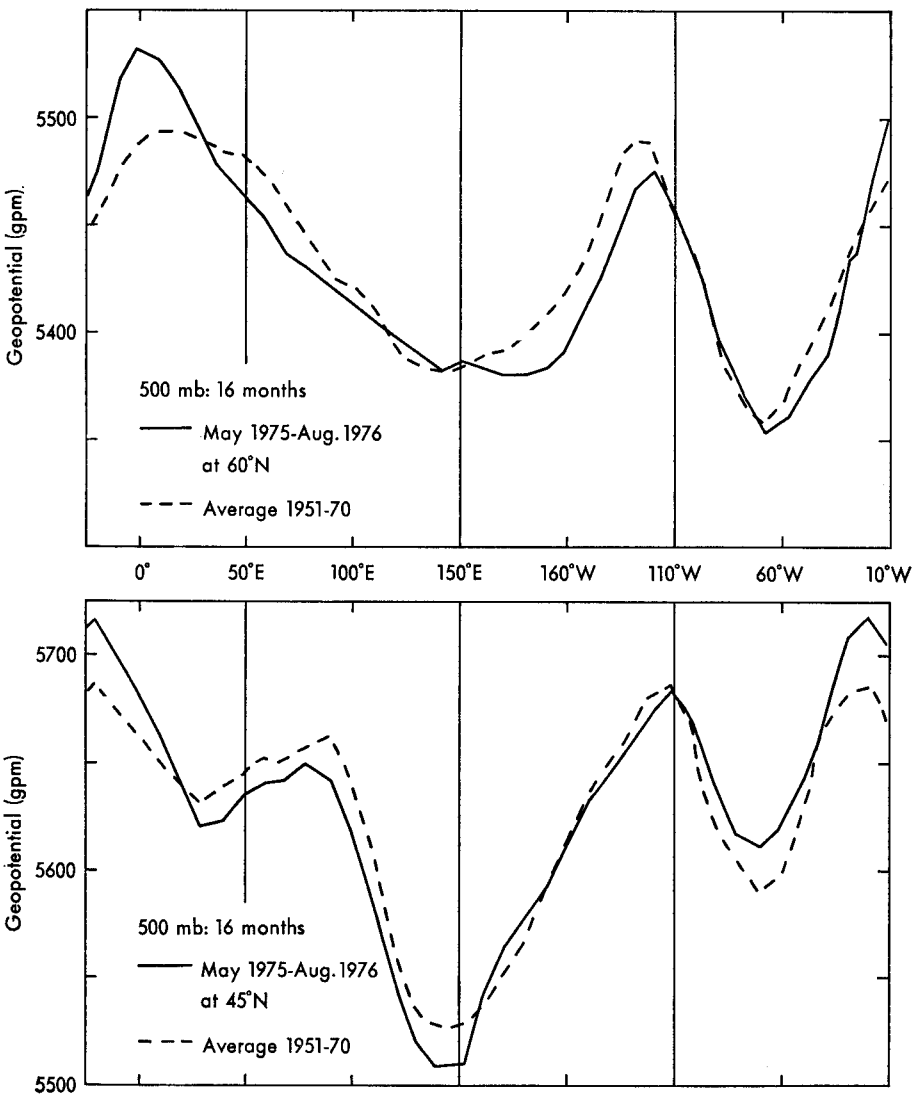 Geopotential (gpm).
5500
5400
500 mb: 16 months
May 1975-Aug. 1976
at 60°N
Average 1951-70
0° 50°E 100°E 150°E 160°W 110°W 60°W 10°W
Geopotential (gpm)
5700
5600
5500
500 mb: 16 months
May 1975-Aug. 1976
at 45°N
Average 1951-70